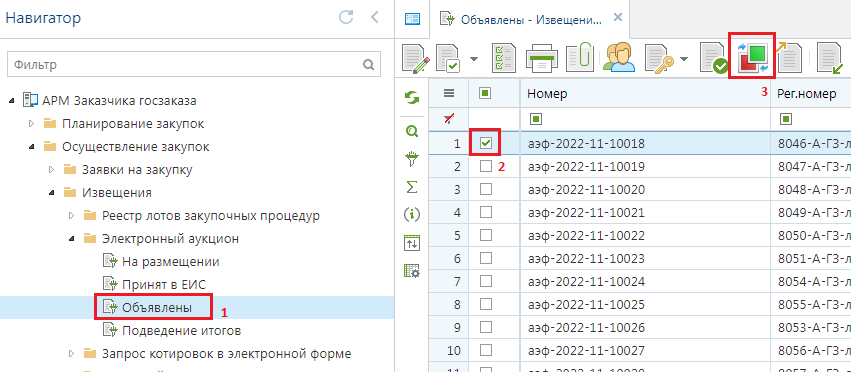 Навигатор
Объявлены - Извещени...
Фильтр
АРМ Заказчика госзаказа
Планирование закупок
Осуществление закупок
Заявки на закупку
Извещения
Реестр лотов закупочных процедур
Электронный аукцион
На размещении
Принят в ЕИС
Объявлены 1
Подведение итогов
Запрос котировок в электронной форме
3
Номер Рег.номер
1 аэф-2022-11-10018 8046-А-ГЗ-л
2 2 аэф-2022-11-10019 8047-А-ГЗ-л
3 аэф-2022-11-10020 8048-А-ГЗ-л
4 аэф-2022-11-10021 8049-А-ГЗ-л
5 аэф-2022-11-10022 8050-А-ГЗ-л
6 аэф-2022-11-10023 8051-А-ГЗ-л
7 аэф-2022-11-10024 8054-А-ГЗ-л
8 аэф-2022-11-10025 8055-А-ГЗ-л
9 аэф-2022-11-10026 8053-А-ГЗ-л
10 аэф-2022-11-10027 8056-А-ГЗ-л